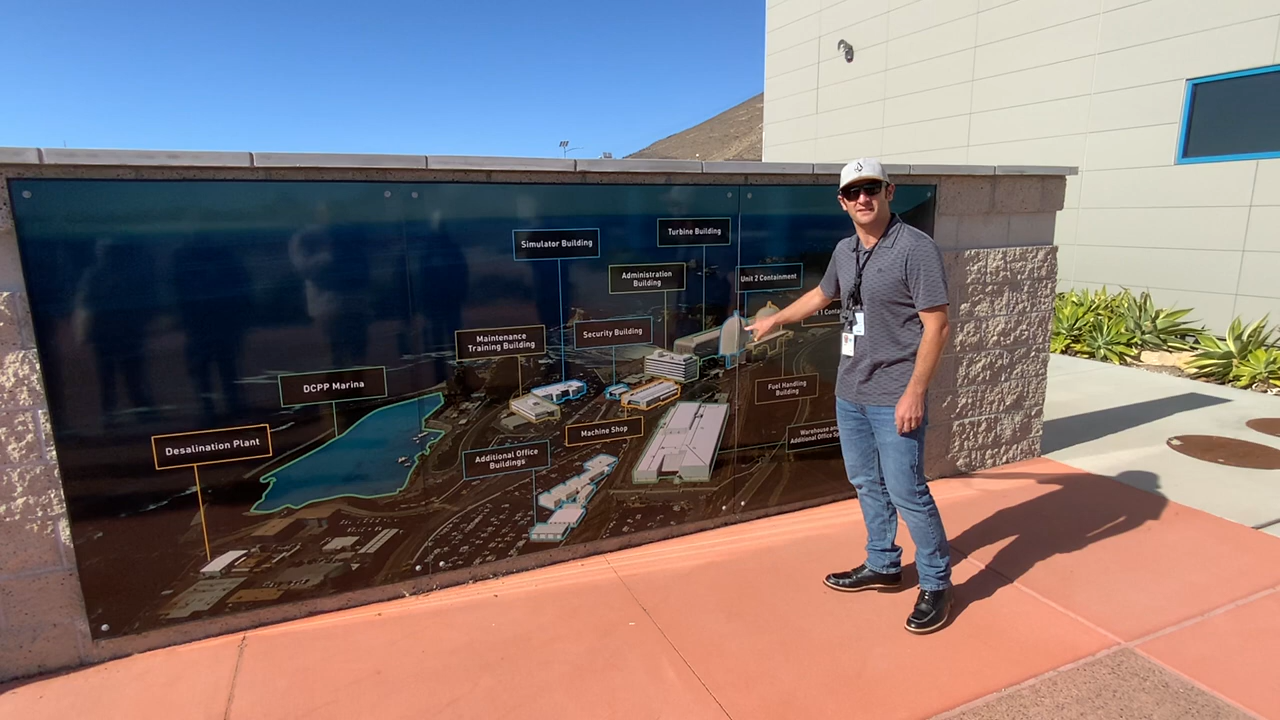 Turbine Building
Simulator Building
Administration
Building
Unit 2 Containment
Security Building
Maintenance
Training Building
DCPP Marina
Fuel Handling
Building
Machine Shop
Warehouse and
Additional Office
Desalination Plant
Additional Office
Buildings